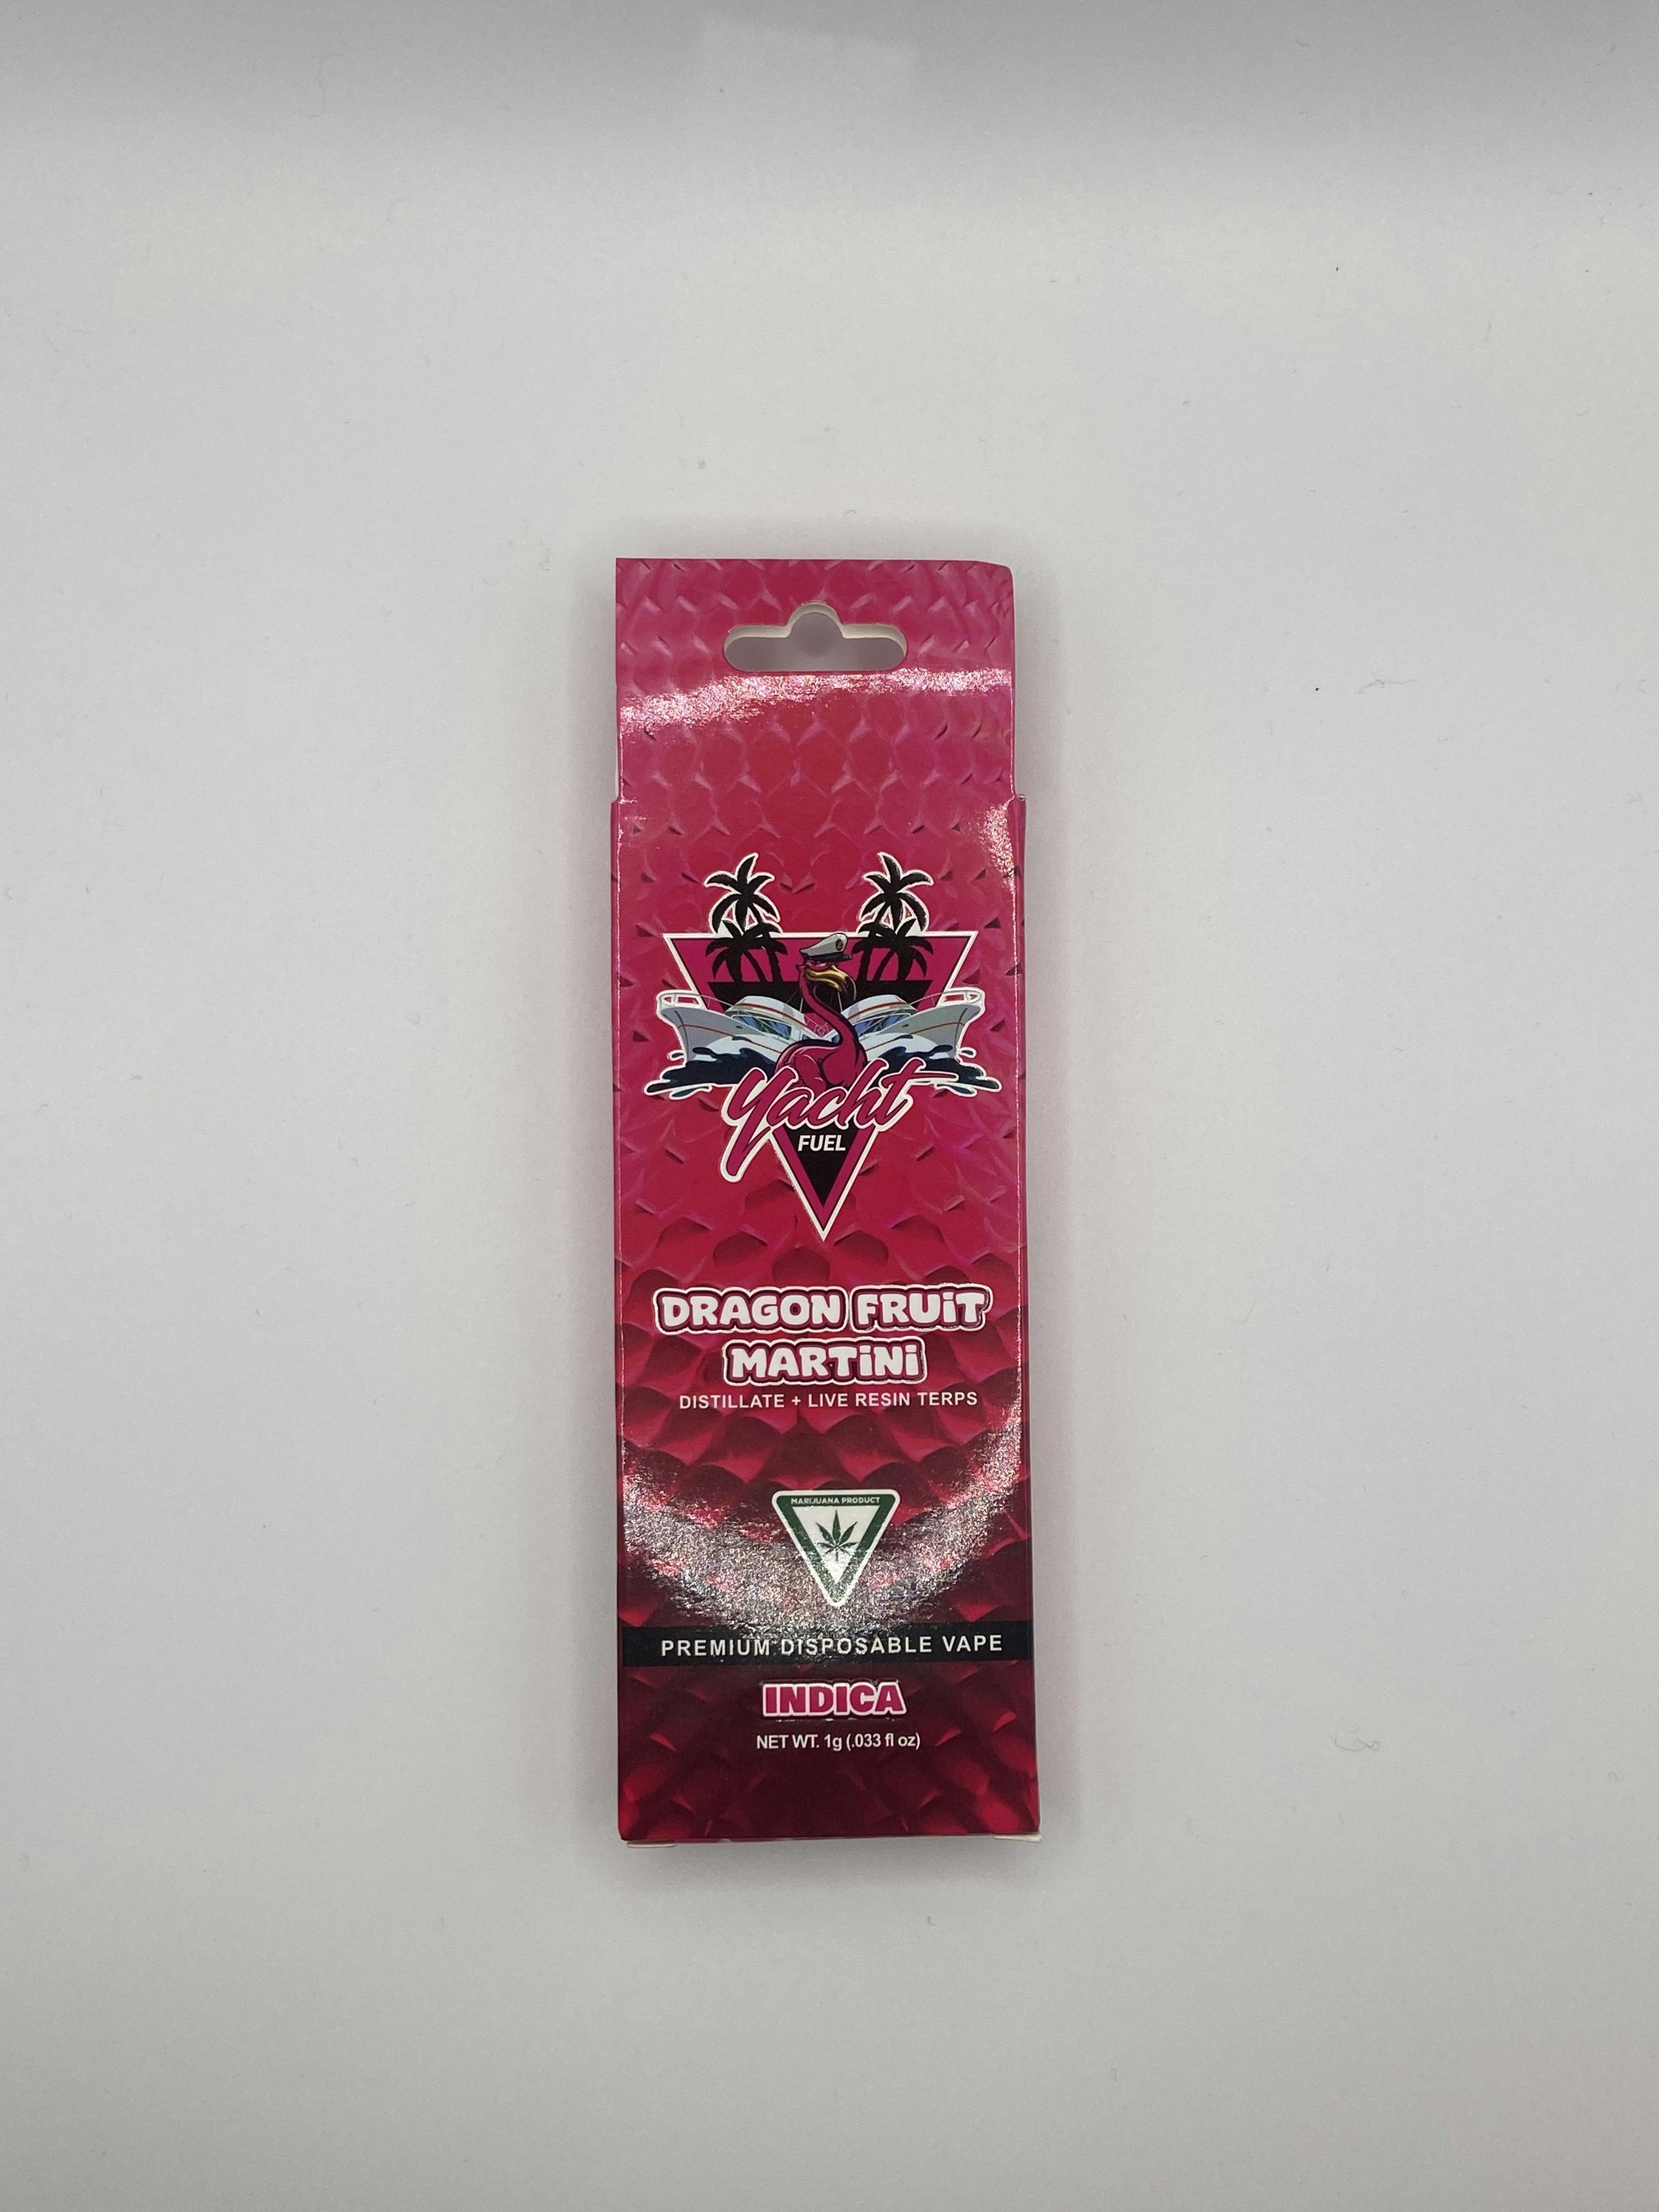 Yacht
FUEL
DRAGON FRUiT
MARTiNi
DISTILLATE + LIVE RESIN TERPS
MARIJUANA PRODUCT
PREMIUM DISPOSABLE VAPE
INDICA
NET WT. 1g (.033 fl oz)